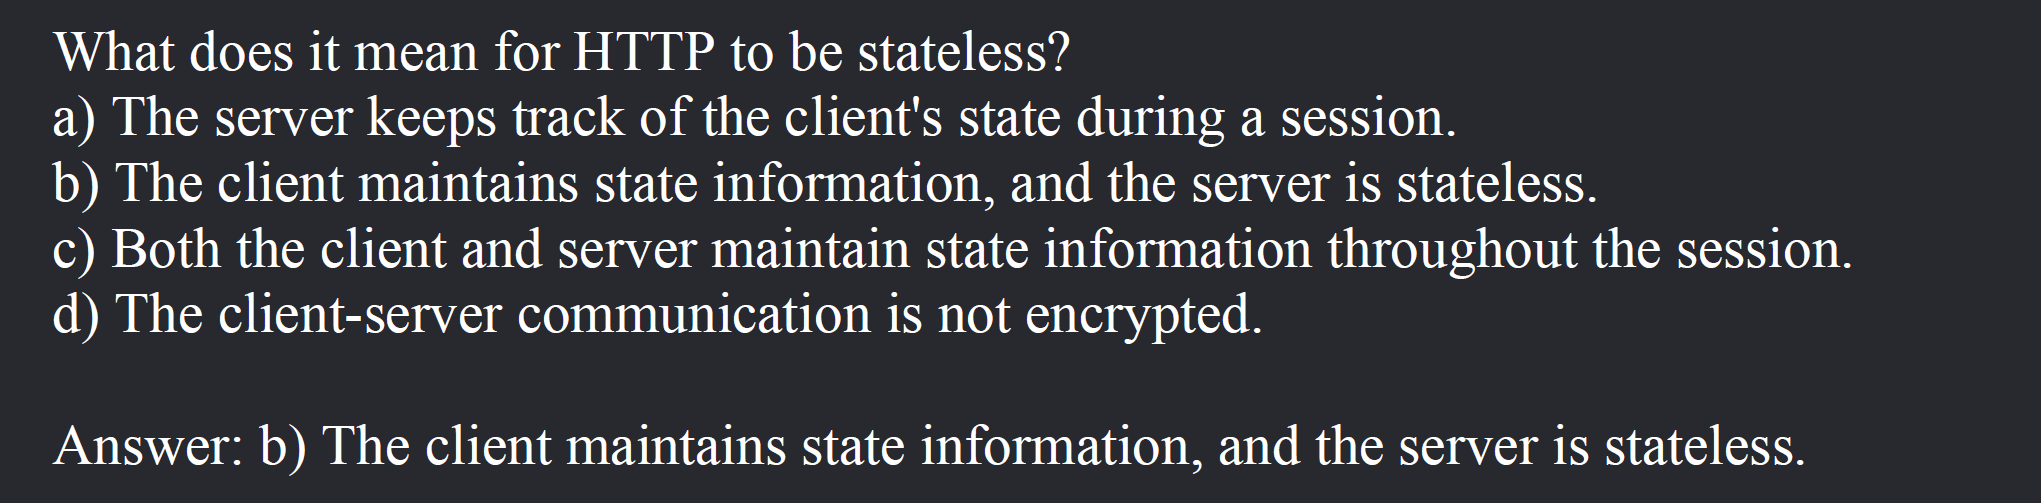 What does it mean for HTTP to be stateless?
a) The server keeps track of the client's state during a session.
b) The client maintains state information, and the server is stateless.
c) Both the client and server maintain state information throughout the session.
d) The client-server communication is not encrypted.
Answer: b) The client maintains state information, and the server is stateless.